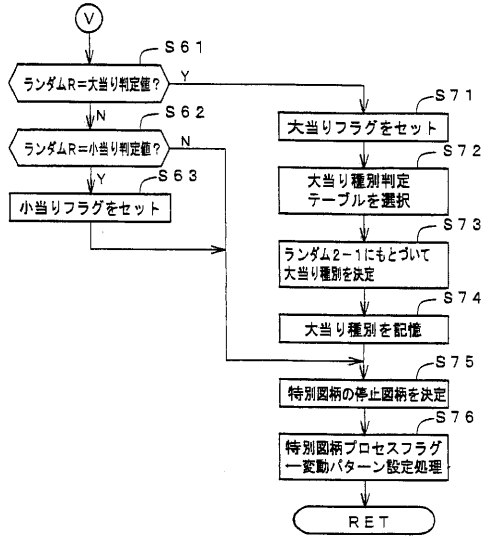 V
S61
ランダムR＝大当り判定値？
Y
N
S62
ランダムR＝小当り判定値？
N
Y
S63
小当りフラグをセット
S71
大当りフラグをセット
S72
大当り種別判定
テーブルを選択
S73
ランダム2－1にもとづいて
大当り種別を決定
S74
大当り種別を記憶
S75
特別図柄の停止図柄を決定
S76
特別図柄プロセスフラグ
←変動パターン設定処理
RET